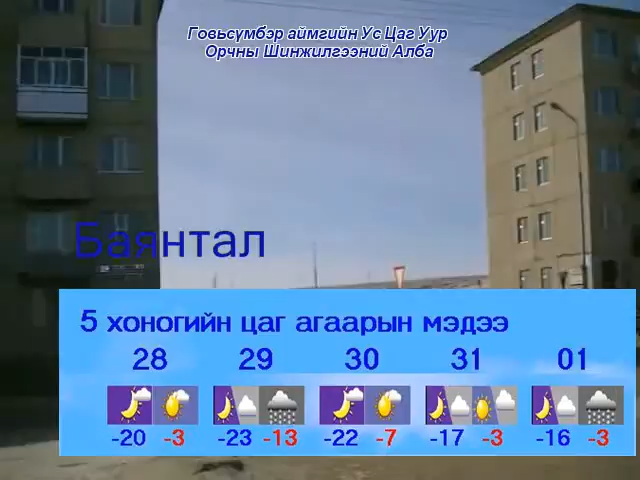 Говьсүмбэр аймгийн Ус Цаг Уур
Орчны Шинжилгээний Алба
Баянтал
5 хоногийн цаг агаарын мэдээ
28 29 30 31 01
-20 -3 -23 -13 -22 -7 -17 -3 -16 -3